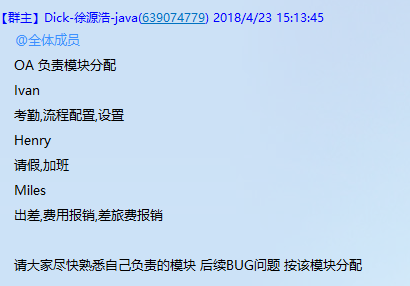 【群主】Dick-徐源浩-java(639074779) 2018/4/23 15:13:45
@全体成员
OA 负责模块分配
Ivan
考勤,流程配置,设置
Henry
请假,加班
Miles
出差,费用报销,差旅费报销
请大家尽快熟悉自己负责的模块 后续BUG问题 按该模块分配